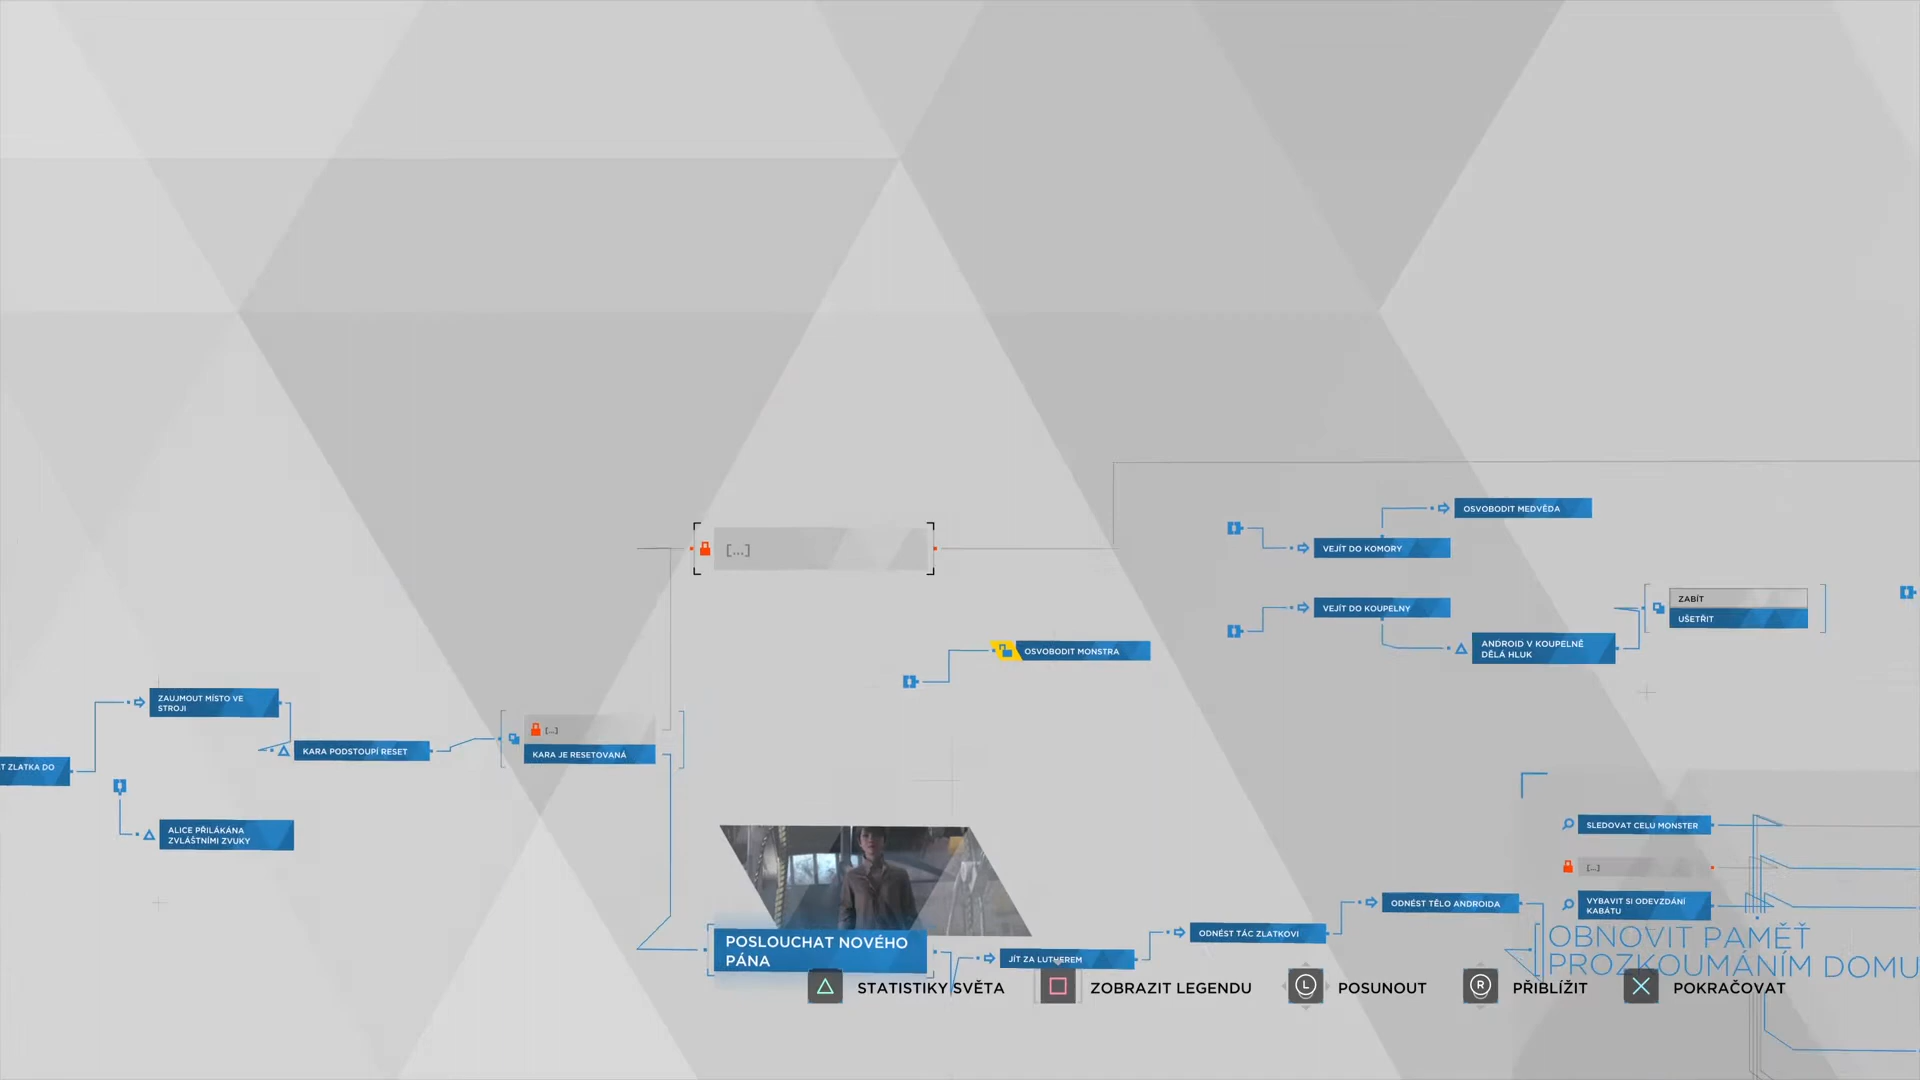 OSVOBODIT MEDVĚDA
VEJÍT DO KOMORY
[...]
ZABÍT
VEJÍT DO KOUPELNY
UŠETŘIT
ANDROID V KOUPELNĚ
DĚLÁ HLUK
OSVOBODIT MONSTRA
ZAUJMOUT MÍSTO VE
STROJI
[...]
KARA PODSTOUPÍ RESET
KARA JE RESETOVANÁ
T ZLATKA DO
ALICE PŘILÁKÁNA
ZVLÁŠTNÍMI ZVUKY
SLEDOVAT CELU MONSTER
[...]
VYBAVIT SI ODEVZDÁNÍ
KABÁTU
ODNÉST TĚLO ANDROIDA
ODNÉST TÁC ZLATKOVI
POSLOUCHAT NOVÉHO
PÁNA
JÍT ZA LUTHEREM
OBNOVIT PAMĚŤ
PROZKOUMÁNÍM DOMU
STATISTIKY SVĚTA
ZOBRAZIT LEGENDU
L
POSUNOUT
R
PŘIBLÍŽIT
POKRAČOVAT